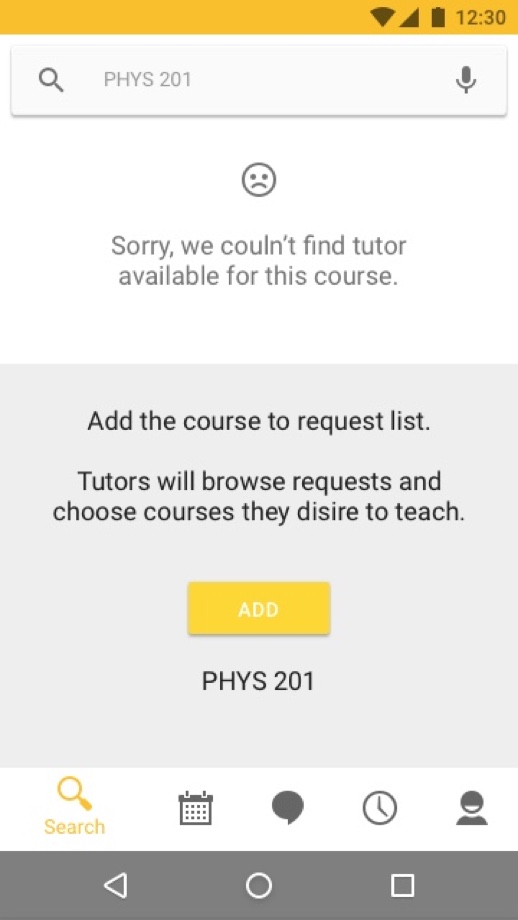 12:30
PHYS 201
Sorry, we couln’t find tutor
available for this course.
Add the course to request list.
Tutors will browse requests and
choose courses they disire to teach.
ADD
PHYS 201
Search